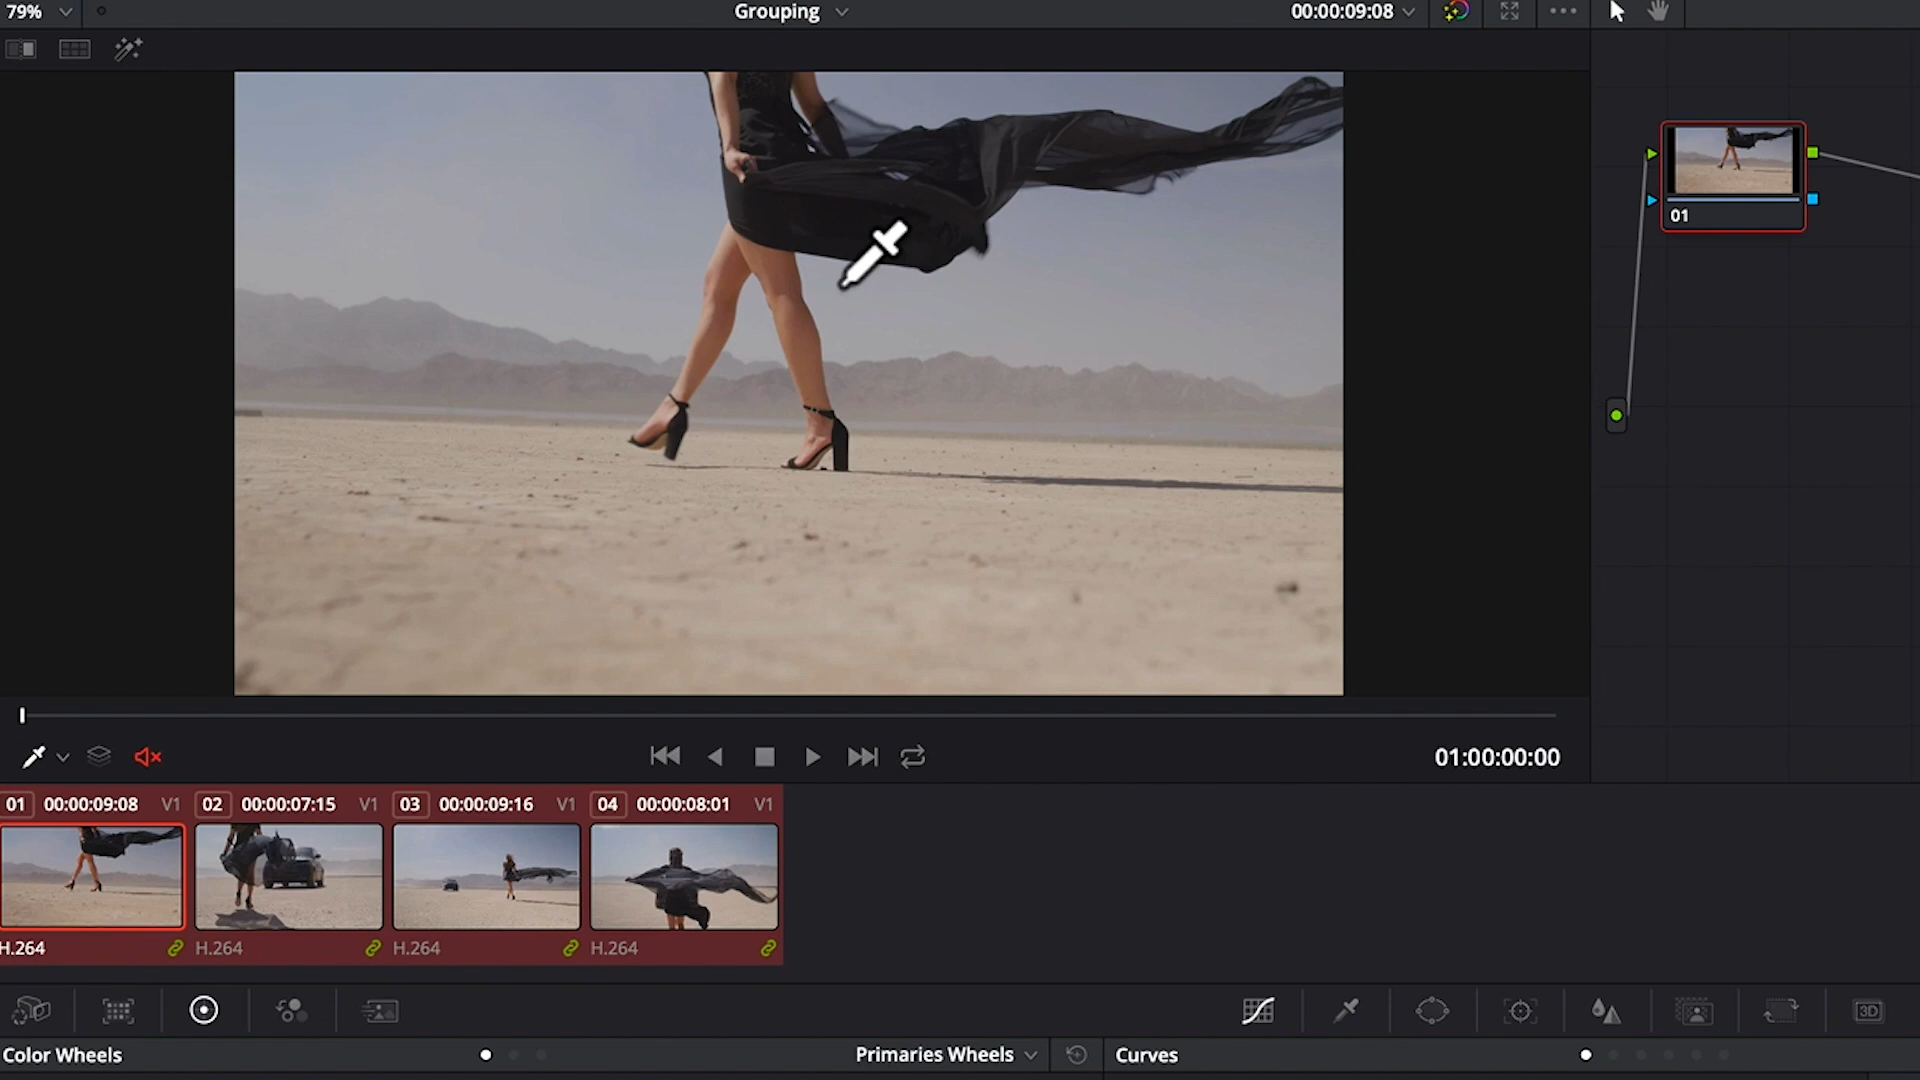 79% Grouping 00:00:09:08
01
01:00:00:00
01 00:00:09:08 V1 02 00:00:07:15 V1 03 00:00:09:16 V1 04 00:00:08:01 V1
H.264 H.264 H.264 H.264
3D
Color Wheels Primaries Wheels Curves